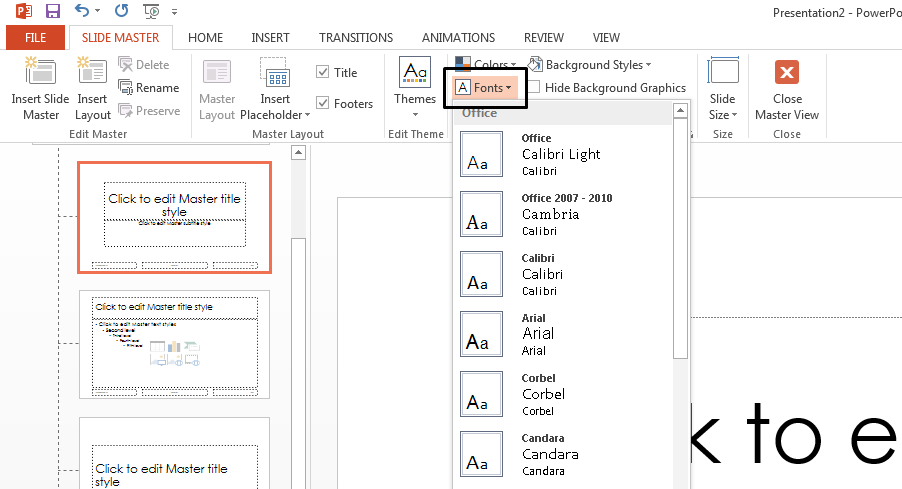 Presentation2 - PowerPo
FILE SLIDE MASTER HOME INSERT TRANSITIONS ANIMATIONS REVIEW VIEW
Insert Slide Master
Insert Layout
Delete
Rename
Preserve
Edit Master
Master Layout
Insert Placeholder
Title
Footers
Master Layout
Themes
Edit Theme
Colors
Fonts
Background Styles
Hide Background Graphics
Slide Size
Size
Close Master View
Close
Click to edit Master title
style
Click to edit Master subtitle style
Click to edit Master title style
Click to edit Master text styles
Second level
Third level
Fourth level
Fifth level
Click to edit Master title
style
Office
Aa
Office
Calibri Light
Calibri
Aa
Office 2007 - 2010
Cambria
Calibri
Aa
Calibri
Calibri
Calibri
Aa
Arial
Arial
Arial
Aa
Corbel
Corbel
Corbel
Aa
Candara
Candara
Candara
k to e